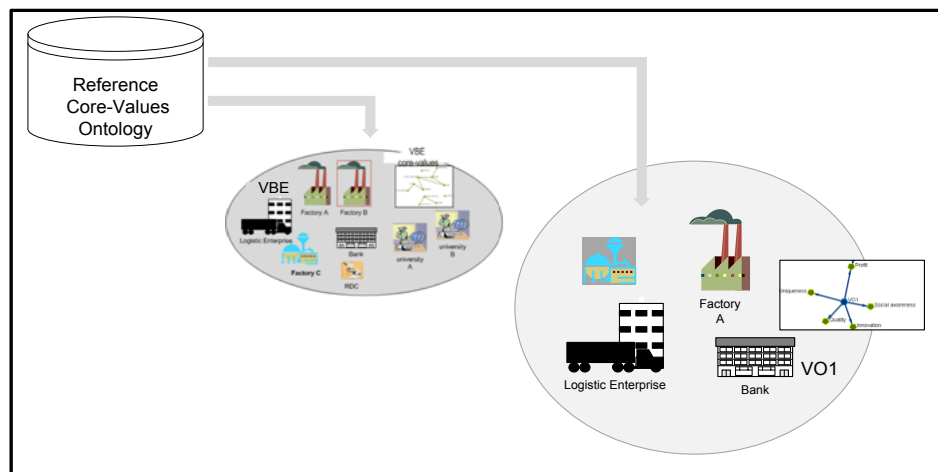 Reference
Core-Values
Ontology
VBE
core-values
VBE
Factory A
Factory B
Logistic Enterprise
Bank
university
A
university
B
Factory C
RDC
Factory
A
Logistic Enterprise
Bank
VO1
Profit
Uniqueness
VO1
Social awareness
Quality
Innovation